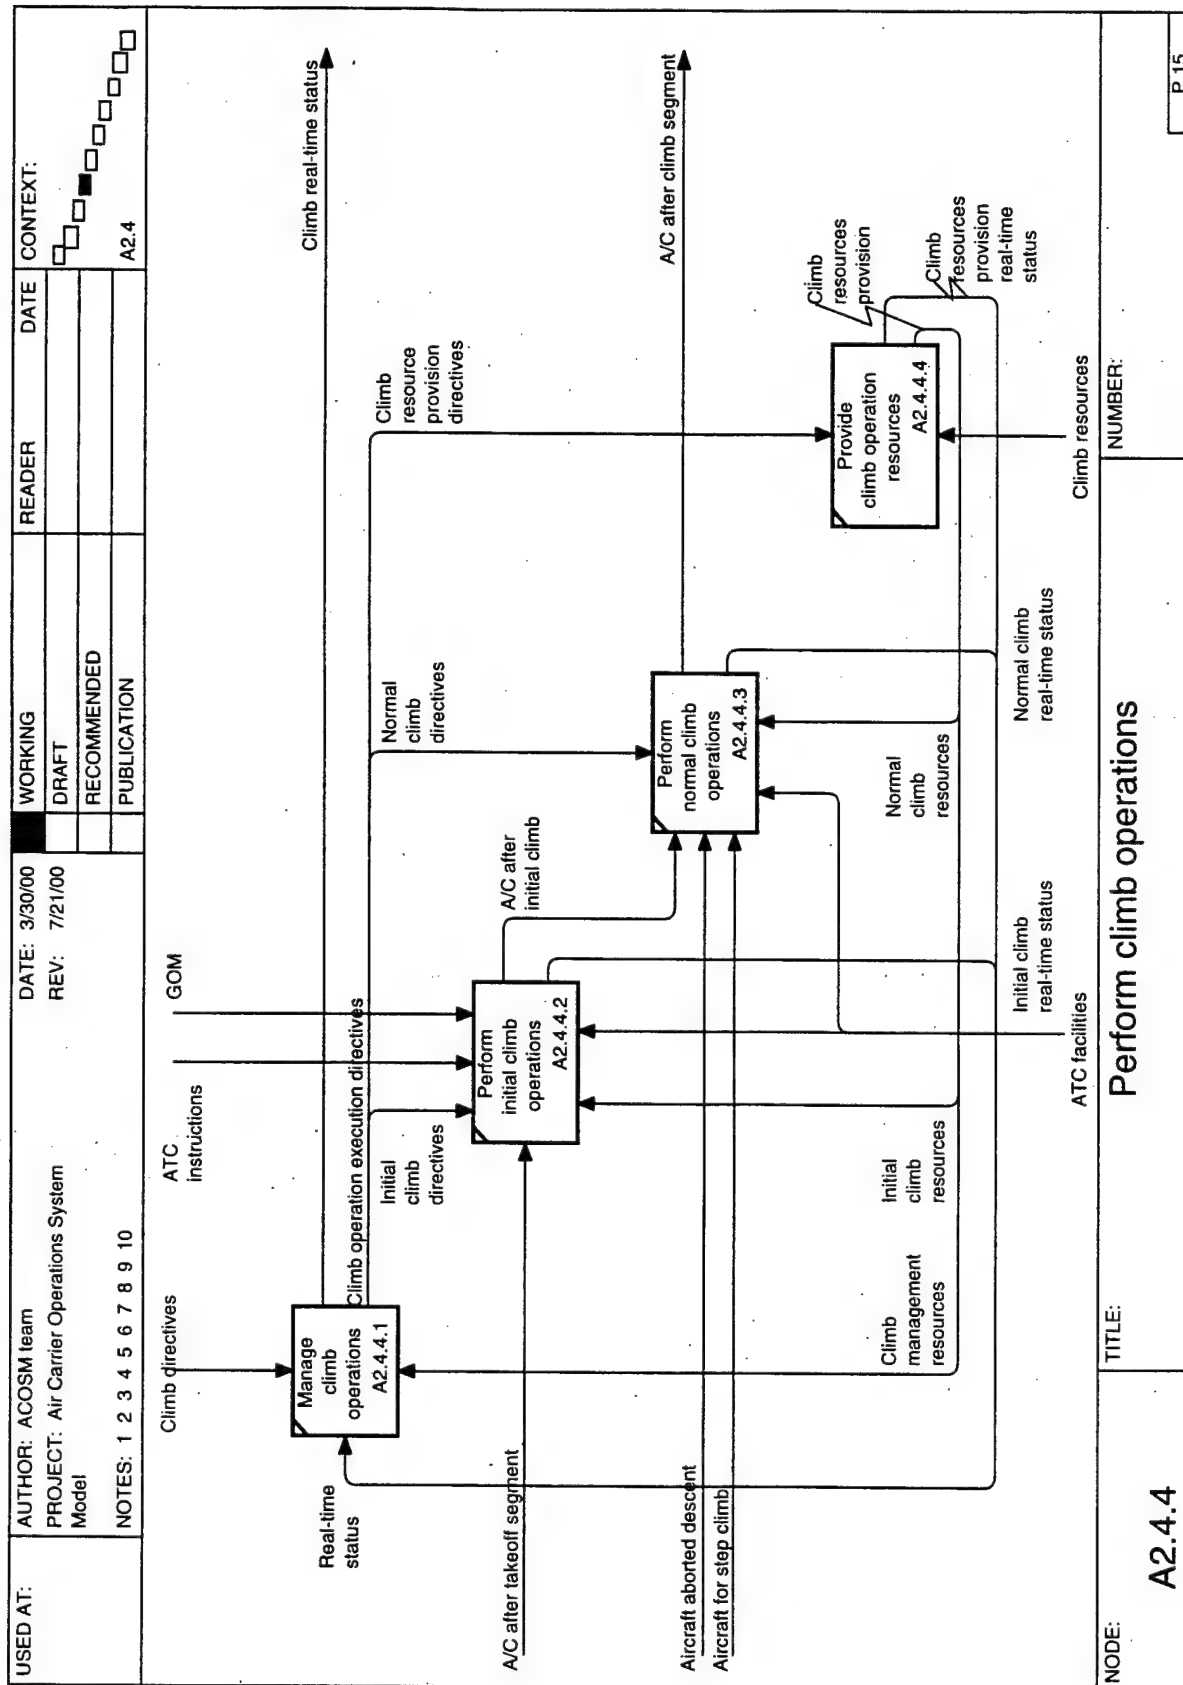 USED AT:
AUTHOR: ACOSM team
PROJECT: Air Carrier Operations System
Model
NOTES: 1 2 3 4 5 6 7 8 9 10
DATE: 3/30/00
REV: 7/21/00
WORKING
DRAFT
RECOMMENDED
PUBLICATION
READER
DATE
CONTEXT:
A2.4
Climb directives
ATC
instructions
GOM
Climb real-time status
Manage
climb
operations
A2.4.4.1
Real-time
status
Climb operation execution directives
Initial
climb
directives
Normal
climb
directives
Climb
resource
provision
directives
A/C after takeoff segment
Perform
initial climb
operations
A2.4.4.2
A/C after
initial climb
Aircraft aborted descent
Aircraft for step climb
Perform
normal climb
operations
A2.4.4.3
A/C after climb segment
Provide
climb operation
resources
A2.4.4.4
Climb
resources
provision
Climb
resources
provision
real-time
status
Climb
management
resources
Initial
climb
resources
Normal
climb
resources
Initial climb
real-time status
Normal climb
real-time status
ATC facilities
Climb resources
NODE:
A2.4.4
TITLE:
Perform climb operations
NUMBER:
P.15